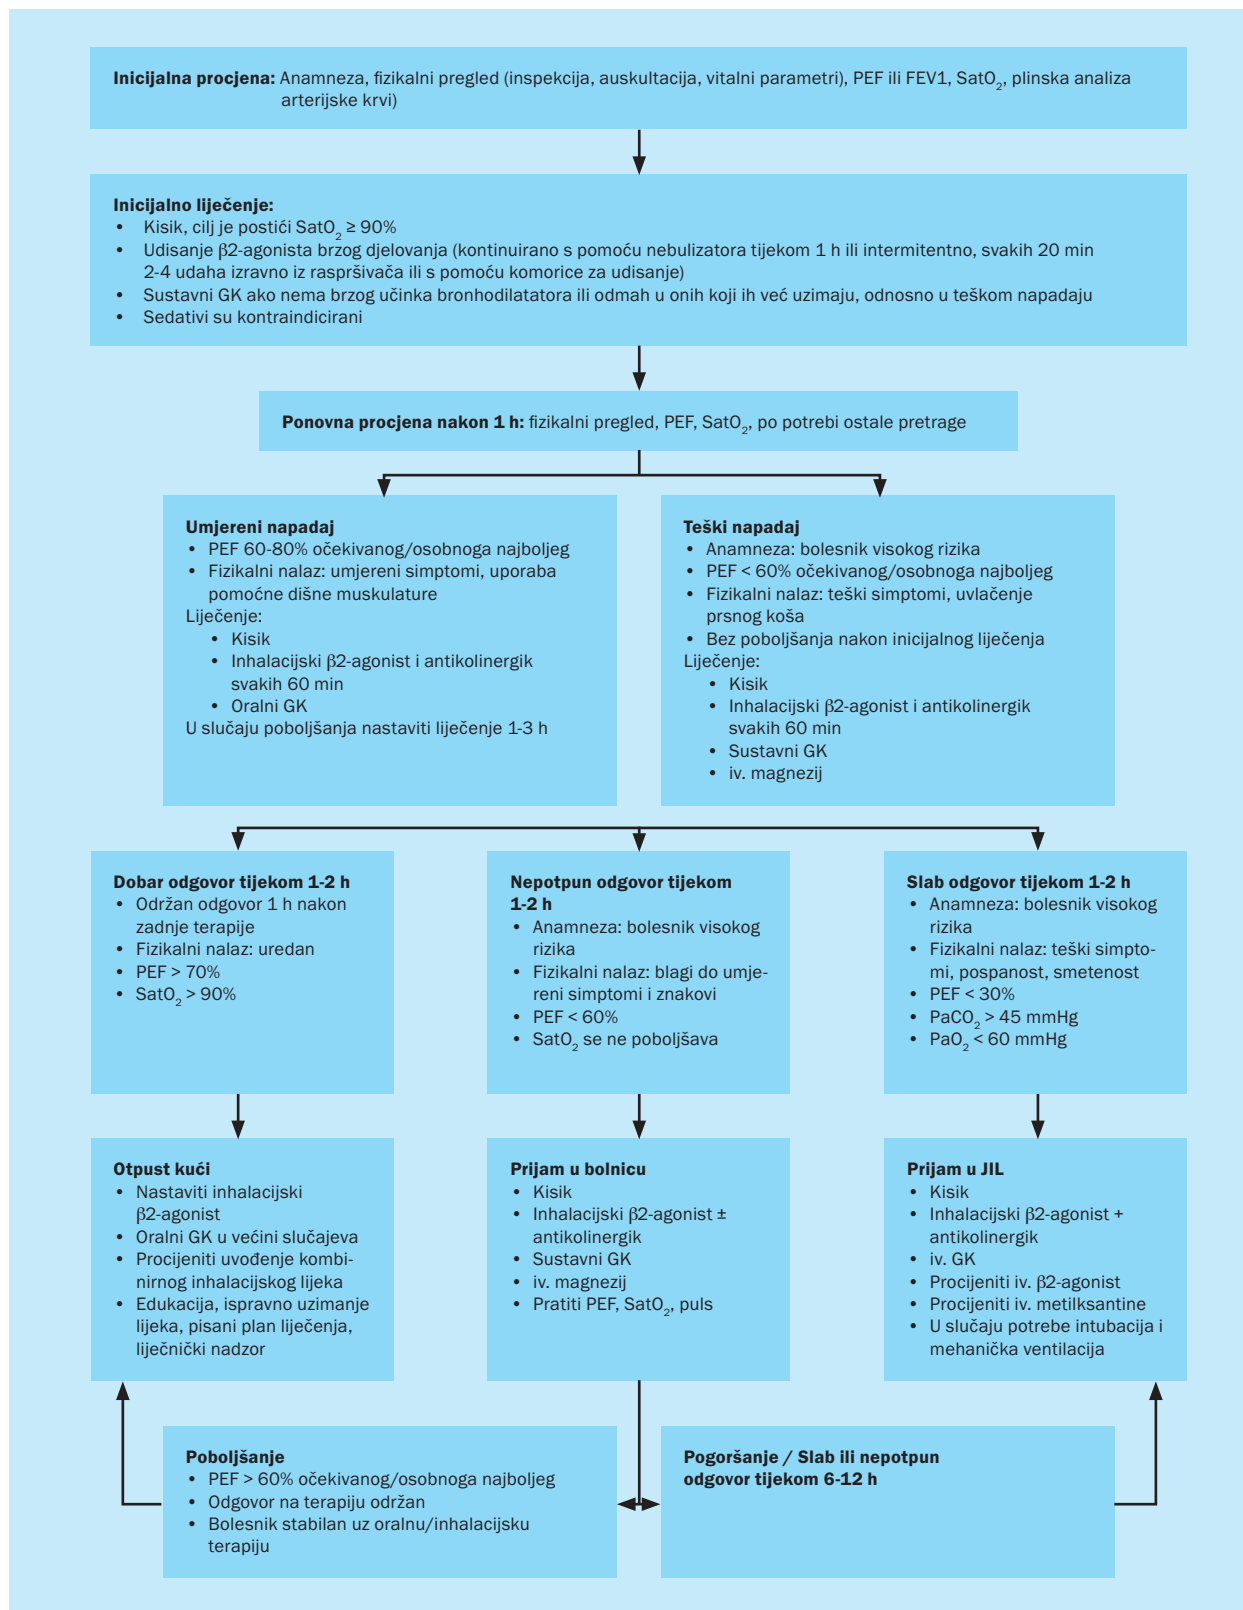 Inicijalna procjena: Anamneza, fizikalni pregled (inspekcija, auskultacija, vitalni parametri), PEF ili FEV1, SatO₂, plinska analiza
arterijske krvi)
Inicijalno liječenje:
• Kisik, cilj je postići SatO₂ ≥ 90%
• Udisanje β2-agonista brzog djelovanja (kontinuirano s pomoću nebulizatora tijekom 1 h ili intermitentno, svakih 20 min
2-4 udaha izravno iz raspršivača ili s pomoću komorice za udisanje)
• Sustavni GK ako nema brzog učinka bronhodilatatora ili odmah u onih koji ih već uzimaju, odnosno u teškom napadaju
• Sedativi su kontraindicirani
Ponovna procjena nakon 1 h: fizikalni pregled, PEF, SatO₂, po potrebi ostale pretrage
Umjereni napadaj
• PEF 60-80% očekivanog/osobnoga najboljeg
• Fizikalni nalaz: umjereni simptomi, uporaba
pomoćne dišne muskulature
Liječenje:
• Kisik
• Inhalacijski β2-agonist i antikolinergik
svakih 60 min
• Oralni GK
U slučaju poboljšanja nastaviti liječenje 1-3 h
Teški napadaj
• Anamneza: bolesnik visokog rizika
• PEF < 60% očekivanog/osobnoga najboljeg
• Fizikalni nalaz: teški simptomi, uvlačenje
prsnog koša
• Bez poboljšanja nakon inicijalnog liječenja
Liječenje:
• Kisik
• Inhalacijski β2-agonist i antikolinergik
svakih 60 min
• Sustavni GK
• iv. magnezij
Dobar odgovor tijekom 1-2 h
• Održan odgovor 1 h nakon
zadnje terapije
• Fizikalni nalaz: uredan
• PEF > 70%
• SatO₂ > 90%
Nepotpun odgovor tijekom
1-2 h
• Anamneza: bolesnik visokog
rizika
• Fizikalni nalaz: blagi do umje-
reni simptomi i znakovi
• PEF < 60%
• SatO₂ se ne poboljšava
Slab odgovor tijekom 1-2 h
• Anamneza: bolesnik visokog
rizika
• Fizikalni nalaz: teški simpto-
mi, pospanost, smetenost
• PEF < 30%
• PaCO₂ > 45 mmHg
• PaO₂ < 60 mmHg
Otpust kući
• Nastaviti inhalacijski
β2-agonist
• Oralni GK u većini slučajeva
• Procijeniti uvođenje kombi-
nirnog inhalacijskog lijeka
• Edukacija, ispravno uzimanje
lijeka, pisani plan liječenja,
liječnički nadzor
Prijam u bolnicu
• Kisik
• Inhalacijski β2-agonist ±
antikolinergik
• Sustavni GK
• iv. magnezij
• Pratiti PEF, SatO₂, puls
Prijam u JIL
• Kisik
• Inhalacijski β2-agonist +
antikolinergik
• iv. GK
• Procijeniti iv. β2-agonist
• Procijeniti iv. metilksantine
• U slučaju potrebe intubacija i
mehanička ventilacija
Poboljšanje
• PEF > 60% očekivanog/osobnoga najboljeg
• Odgovor na terapiju održan
• Bolesnik stabilan uz oralnu/inhalacijsku
terapiju
Pogoršanje / Slab ili nepotpun
odgovor tijekom 6-12 h